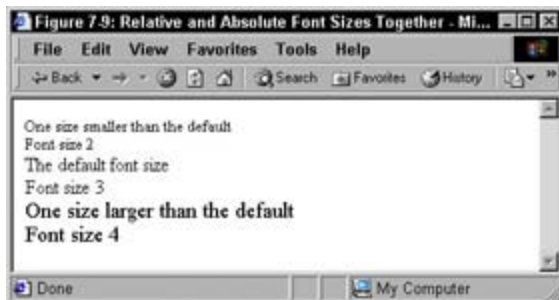 Figure 7-9: Relative and Absolute Font Sizes Together - Mi...
File Edit View Favorites Tools Help
Back Search Favorites History »
One size smaller than the default
Font size 2
The default font size
Font size 3
One size larger than the default
Font size 4
Done My Computer